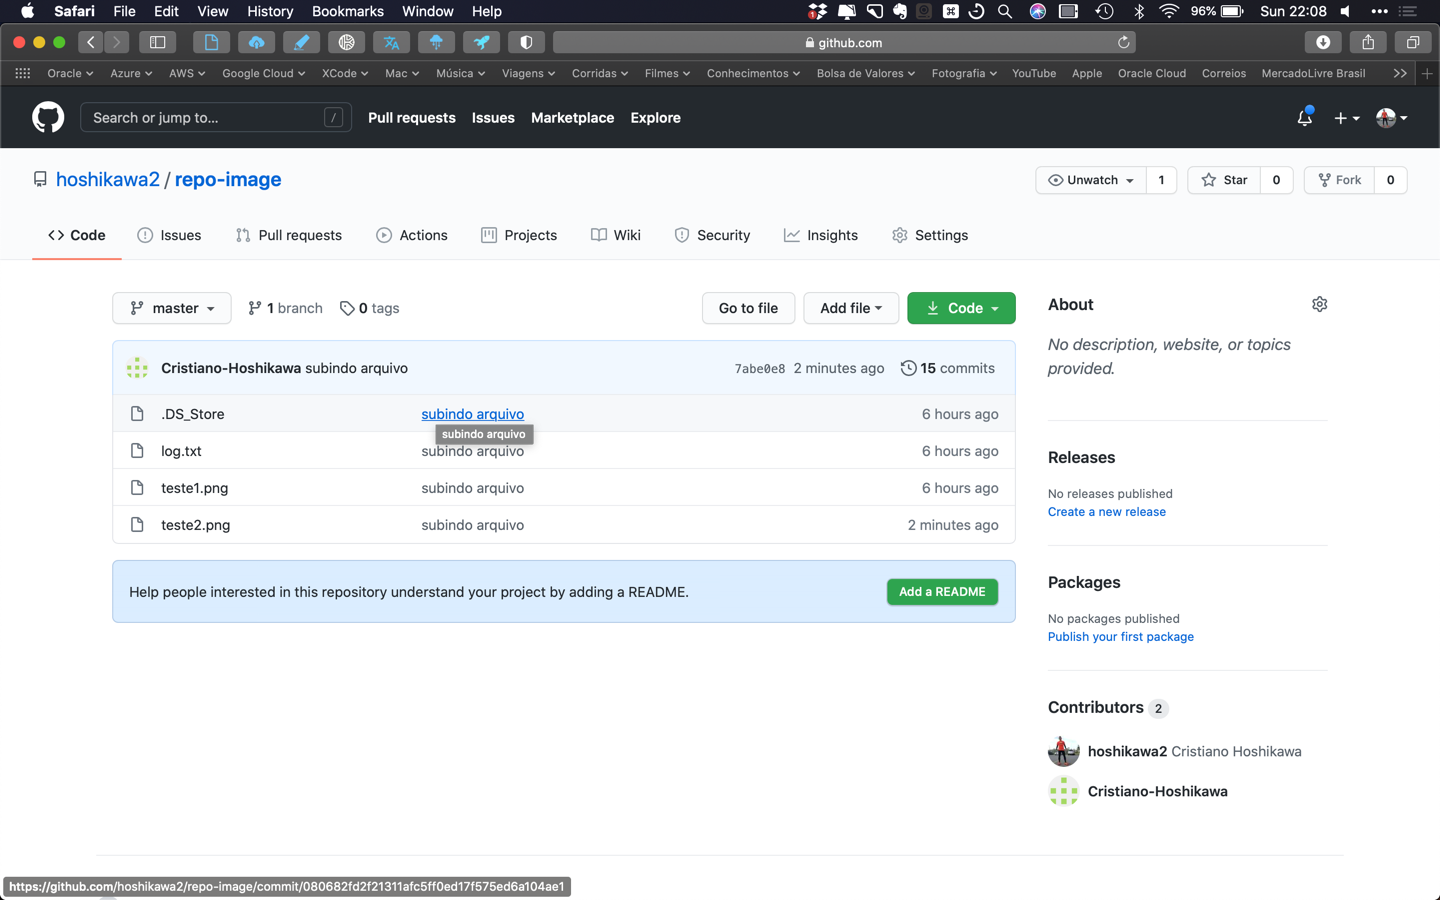 Safari File Edit View History Bookmarks Window Help 96% Sun 22:08
github.com
Oracle Azure AWS Google Cloud XCode Mac Música Viagens Corridas Filmes Conhecimentos Bolsa de Valores Fotografia YouTube Apple Oracle Cloud Correios MercadoLivre Brasil >> +
Search or jump to... / Pull requests Issues Marketplace Explore
hoshikawa2 / repo-image Unwatch 1 Star 0 Fork 0
Code Issues Pull requests Actions Projects Wiki Security Insights Settings
master 1 branch 0 tags Go to file Add file Code
Cristiano-Hoshikawa subindo arquivo 7abe0e8 2 minutes ago 15 commits
.DS_Store subindo arquivo 6 hours ago
subindo arquivo
log.txt subindo arquivo 6 hours ago
teste1.png subindo arquivo 6 hours ago
teste2.png subindo arquivo 2 minutes ago
Help people interested in this repository understand your project by adding a README. Add a README
About
No description, website, or topics
provided.
Releases
No releases published
Create a new release
Packages
No packages published
Publish your first package
Contributors 2
hoshikawa2 Cristiano Hoshikawa
Cristiano-Hoshikawa
https://github.com/hoshikawa2/repo-image/commit/080682fd2f21311afc5ff0ed17f575ed6a104ae1